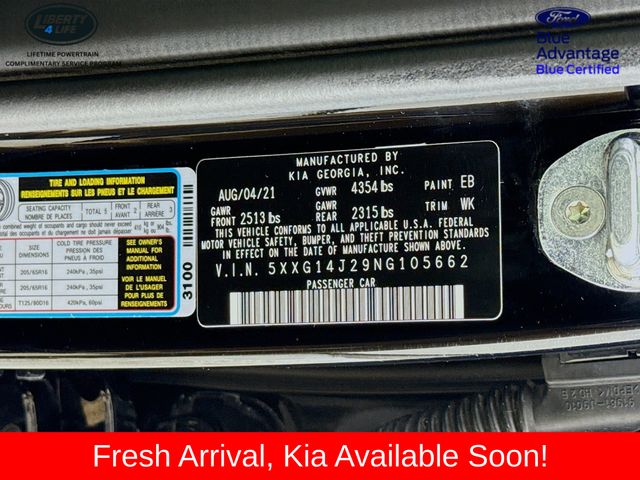 LIBERTY
4 LIFE
LIFETIME POWERTRAIN
COMPLIMENTARY SERVICE PROGRAM
Ford
Blue
Advantage
Blue Certified
MANUFACTURED BY
KIA GEORGIA, INC.
AUG/04/21 GVWR 4354 lbs PAINT EB
GAWR FRONT 2513 lbs GAWR REAR 2315 lbs TRIM WK
THIS VEHICLE CONFORMS TO ALL APPLICABLE U.S.A. FEDERAL
MOTOR VEHICLE SAFETY, BUMPER, AND THEFT PREVENTION
STANDARDS IN EFFECT ON THE DATE OF MANUFACTURE SHOWN ABOVE.
V.I.N. 5XXG14J29NG105662
PASSENGER CAR
TIRE AND LOADING INFORMATION
RENSEIGNEMENTS SUR LES PNEUS ET LE CHARGEMENT
SEATING CAPACITY
NOMBRE DE PLACES
TOTAL 5
FRONT AVANT 2
REAR ARRIÈRE 3
SIZE
DIMENSIONS
COLD TIRE PRESSURE
PRESSION DES
PNEUS À FROID
205/65R16 240kPa, 35psi
205/65R16 240kPa, 35psi
T125/80D16 420kPa, 60psi
SEE OWNER'S
MANUAL FOR
ADDITIONAL
INFORMATION
VOIR LE MANUEL
DE L'USAGER
POUR PLUS DE
RENSEIGNEMENTS
3100
Fresh Arrival, Kia Available Soon!